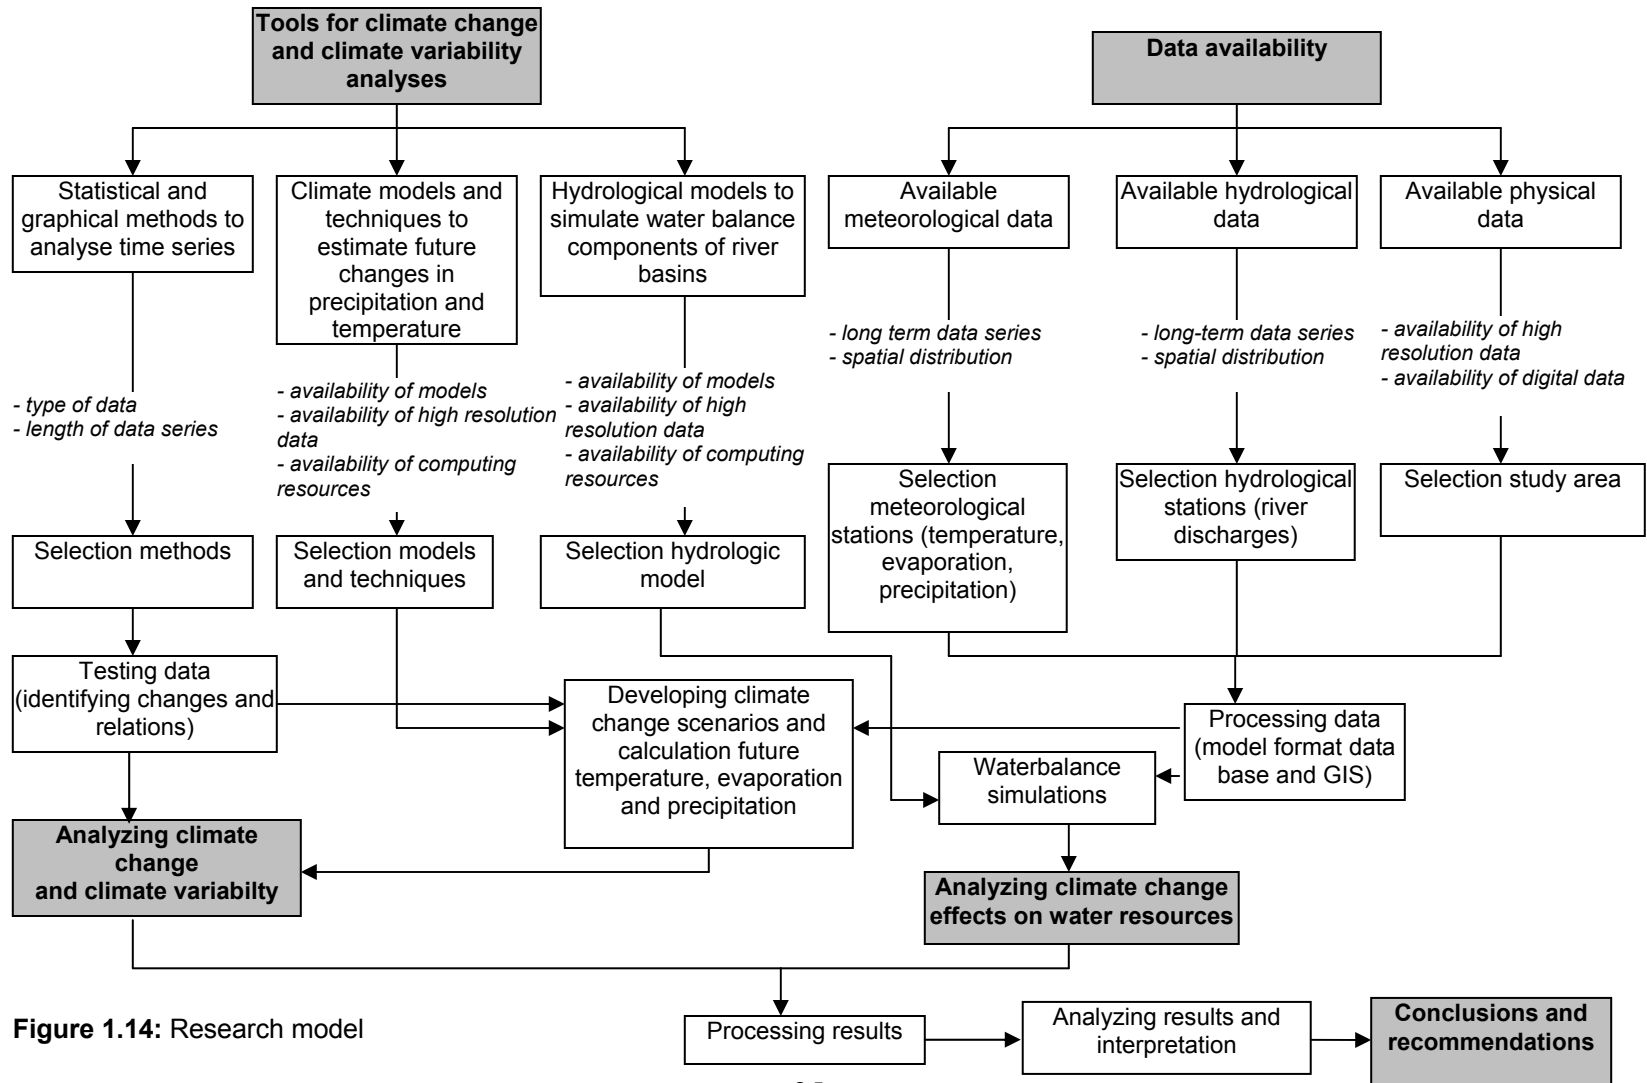 Tools for climate change
and climate variability
analyses
Data availability
Statistical and
graphical methods to
analyse time series
Climate models and
techniques to
estimate future
changes in
precipitation and
temperature
Hydrological models to
simulate water balance
components of river
basins
Available
meteorological data
Available hydrological
data
Available physical
data
- type of data
- length of data series
- availability of models
- availability of high resolution
data
- availability of computing
resources
- availability of models
- availability of high
resolution data
- availability of computing
resources
- long term data series
- spatial distribution
- long-term data series
- spatial distribution
- availability of high
resolution data
- availability of digital data
Selection methods
Selection models
and techniques
Selection hydrologic
model
Selection
meteorological
stations (temperature,
evaporation,
precipitation)
Selection hydrological
stations (river
discharges)
Selection study area
Testing data
(identifying changes and
relations)
Developing climate
change scenarios and
calculation future
temperature, evaporation
and precipitation
Processing data
(model format data
base and GIS)
Waterbalance
simulations
Analyzing climate
change
and climate variabilty
Analyzing climate change
effects on water resources
Figure 1.14: Research model
Processing results
Analyzing results and
interpretation
Conclusions and
recommendations